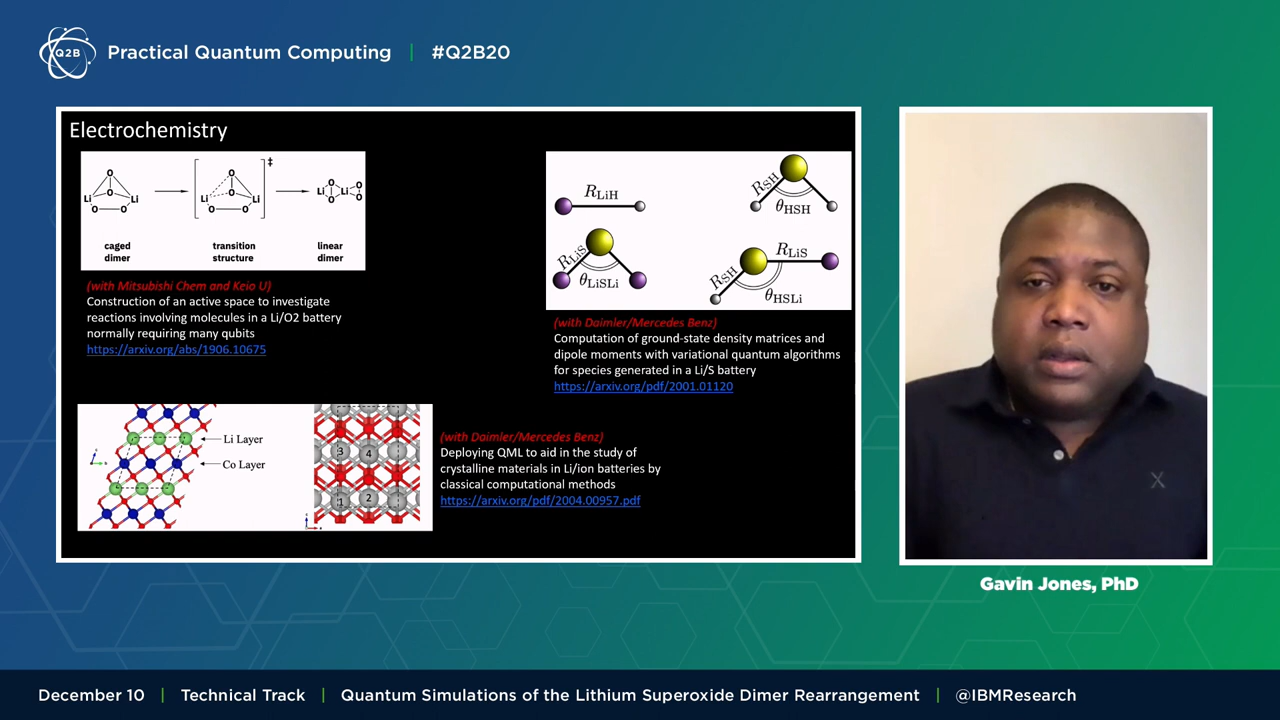 Q2B
Practical Quantum Computing | #Q2B20
Electrochemistry
O
O
Li
Li
O
O
caged
dimer
‡
O
O
Li
Li
O
O
transition
structure
O
O
Li
Li
O
O
linear
dimer
(with Mitsubishi Chem and Keio U)
Construction of an active space to investigate
reactions involving molecules in a Li/O2 battery
normally requiring many qubits
https://arxiv.org/abs/1906.10675
R_LiH
R_SH
θ_HSH
R_LiS
θ_LiSLi
R_LiS
R_SH
θ_HSLi
(with Daimler/Mercedes Benz)
Computation of ground-state density matrices and
dipole moments with variational quantum algorithms
for species generated in a Li/S battery
https://arxiv.org/pdf/2001.01120
Li Layer
Co Layer
3 4
1 2
(with Daimler/Mercedes Benz)
Deploying QML to aid in the study of
crystalline materials in Li/ion batteries by
classical computational methods
https://arxiv.org/pdf/2004.00957.pdf
Gavin Jones, PhD
December 10 | Technical Track | Quantum Simulations of the Lithium Superoxide Dimer Rearrangement | @IBMResearch